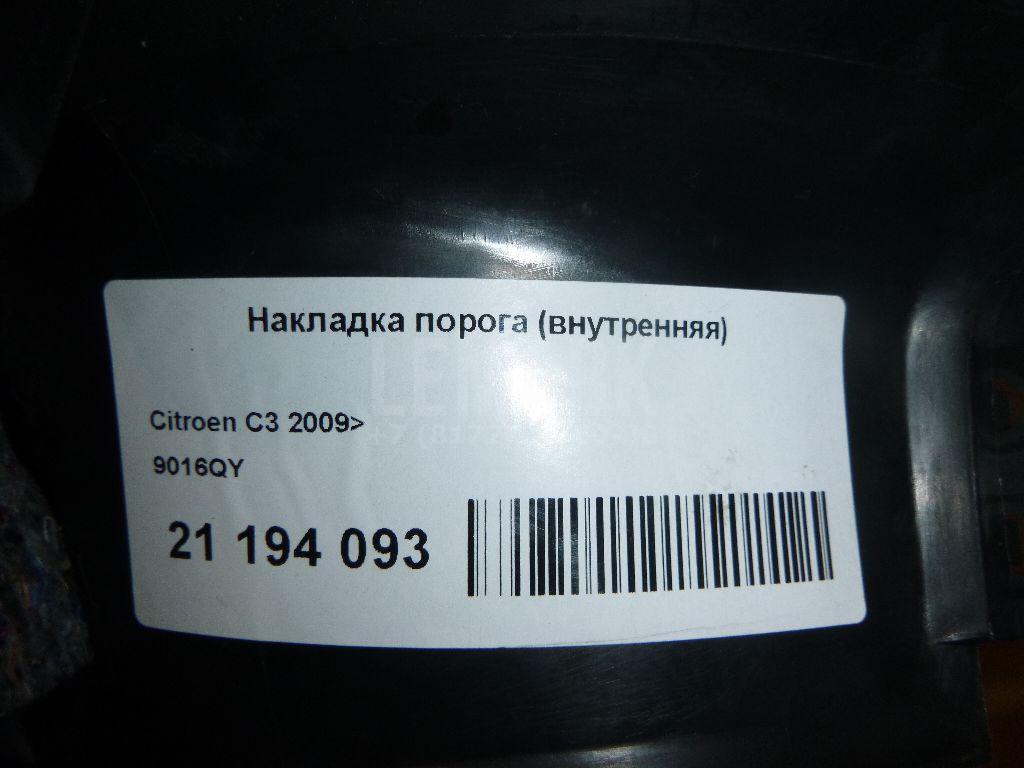 Накладка порога (внутренняя)
Citroen C3 2009>
9016QY
21 194 093